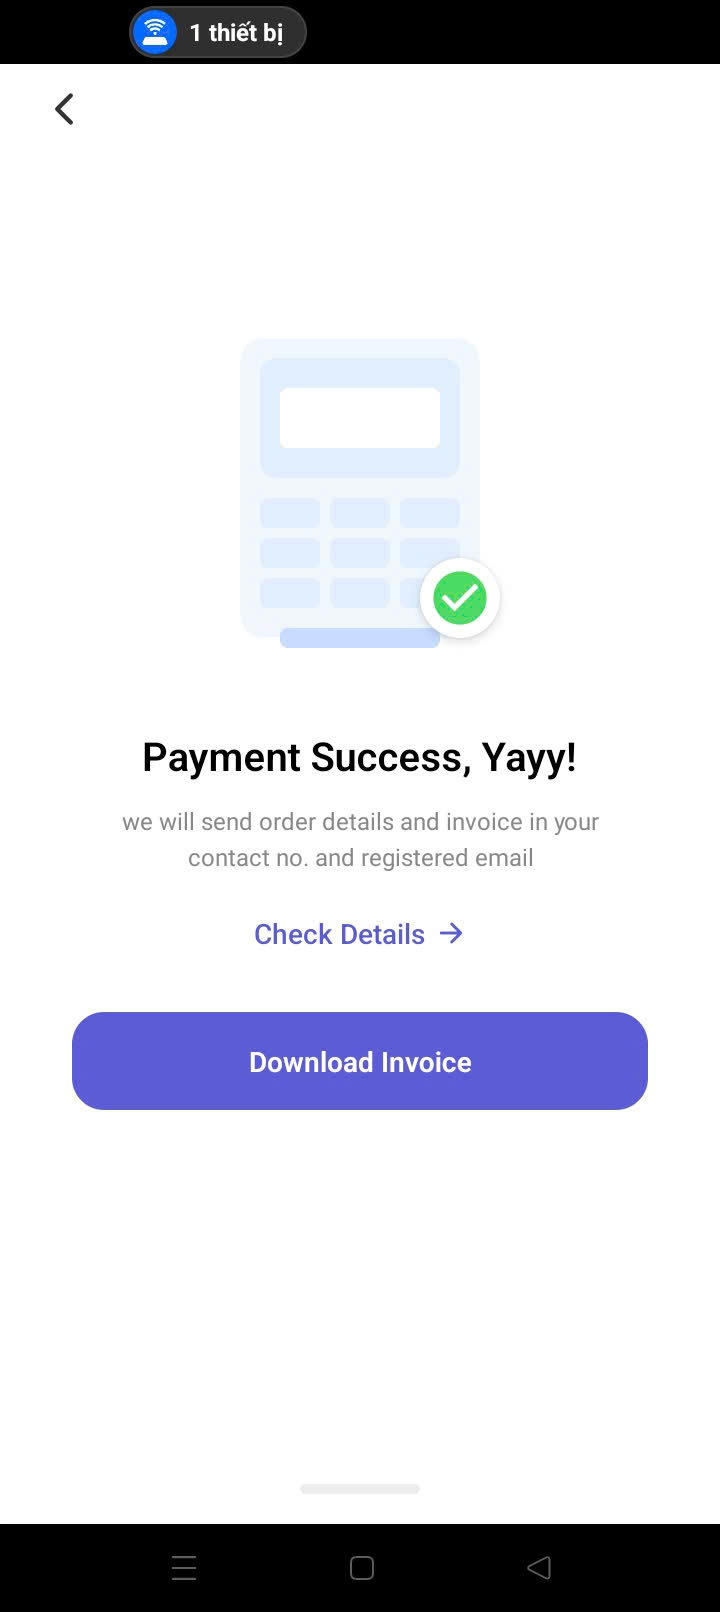 1 thiết bị
Payment Success, Yayy!
we will send order details and invoice in your
contact no. and registered email
Check Details →
Download Invoice